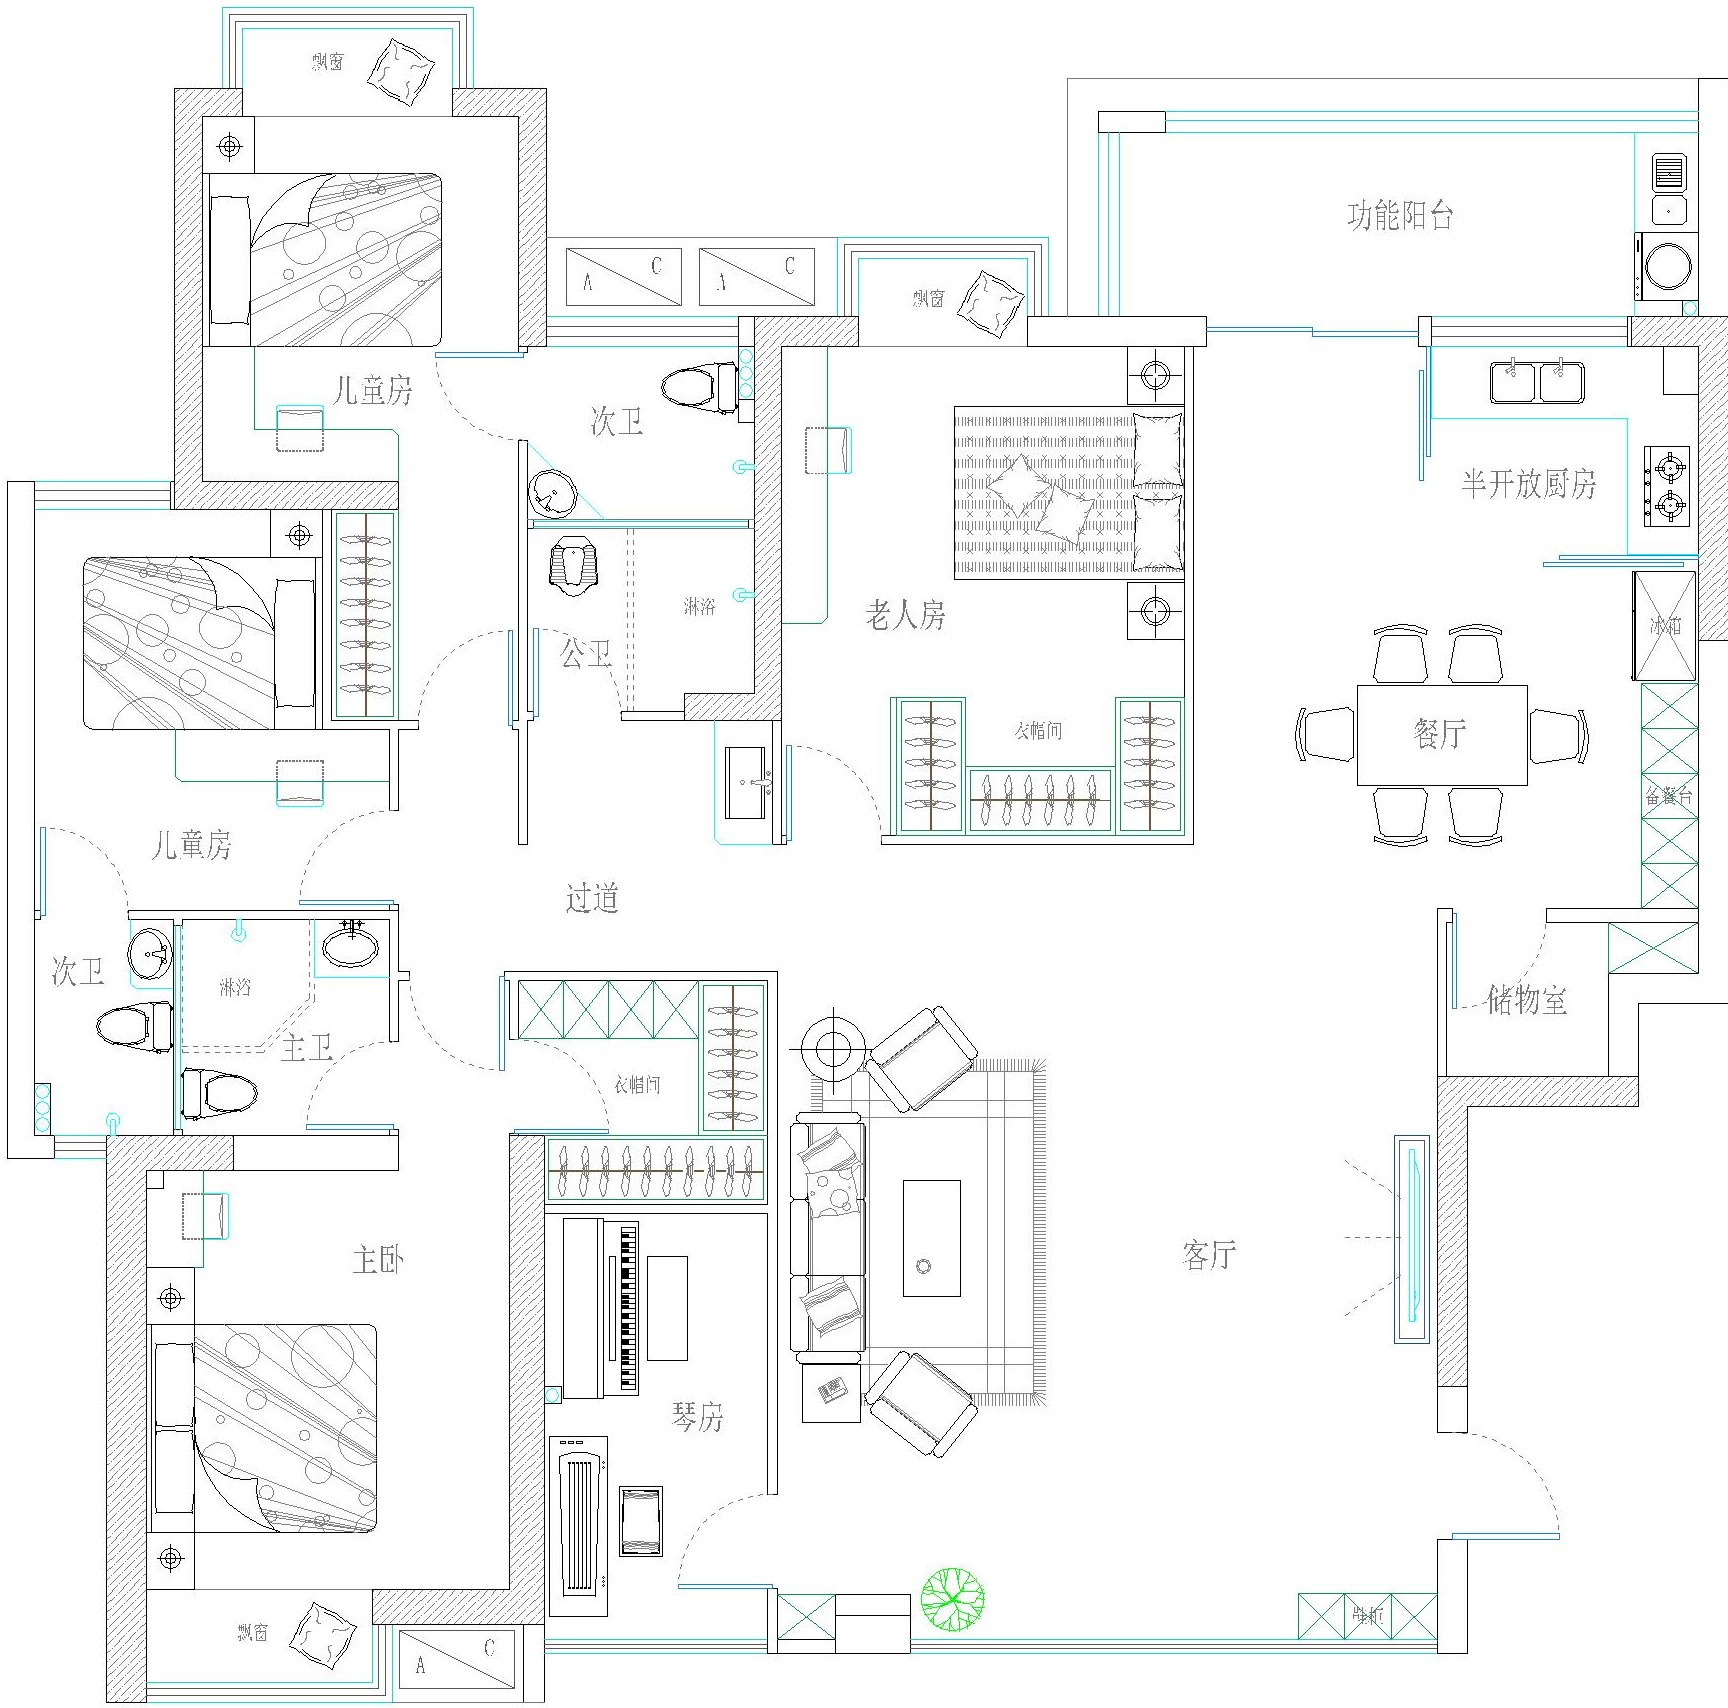 飘窗
功能阳台
A C
A C
飘窗
儿童房
次卫
半开放厨房
淋浴
老人房
冰箱
公卫
衣帽间
餐厅
备餐台
儿童房
过道
次卫
淋浴
储物室
主卫
衣帽间
主卧
客厅
琴房
鞋柜
飘窗
A C